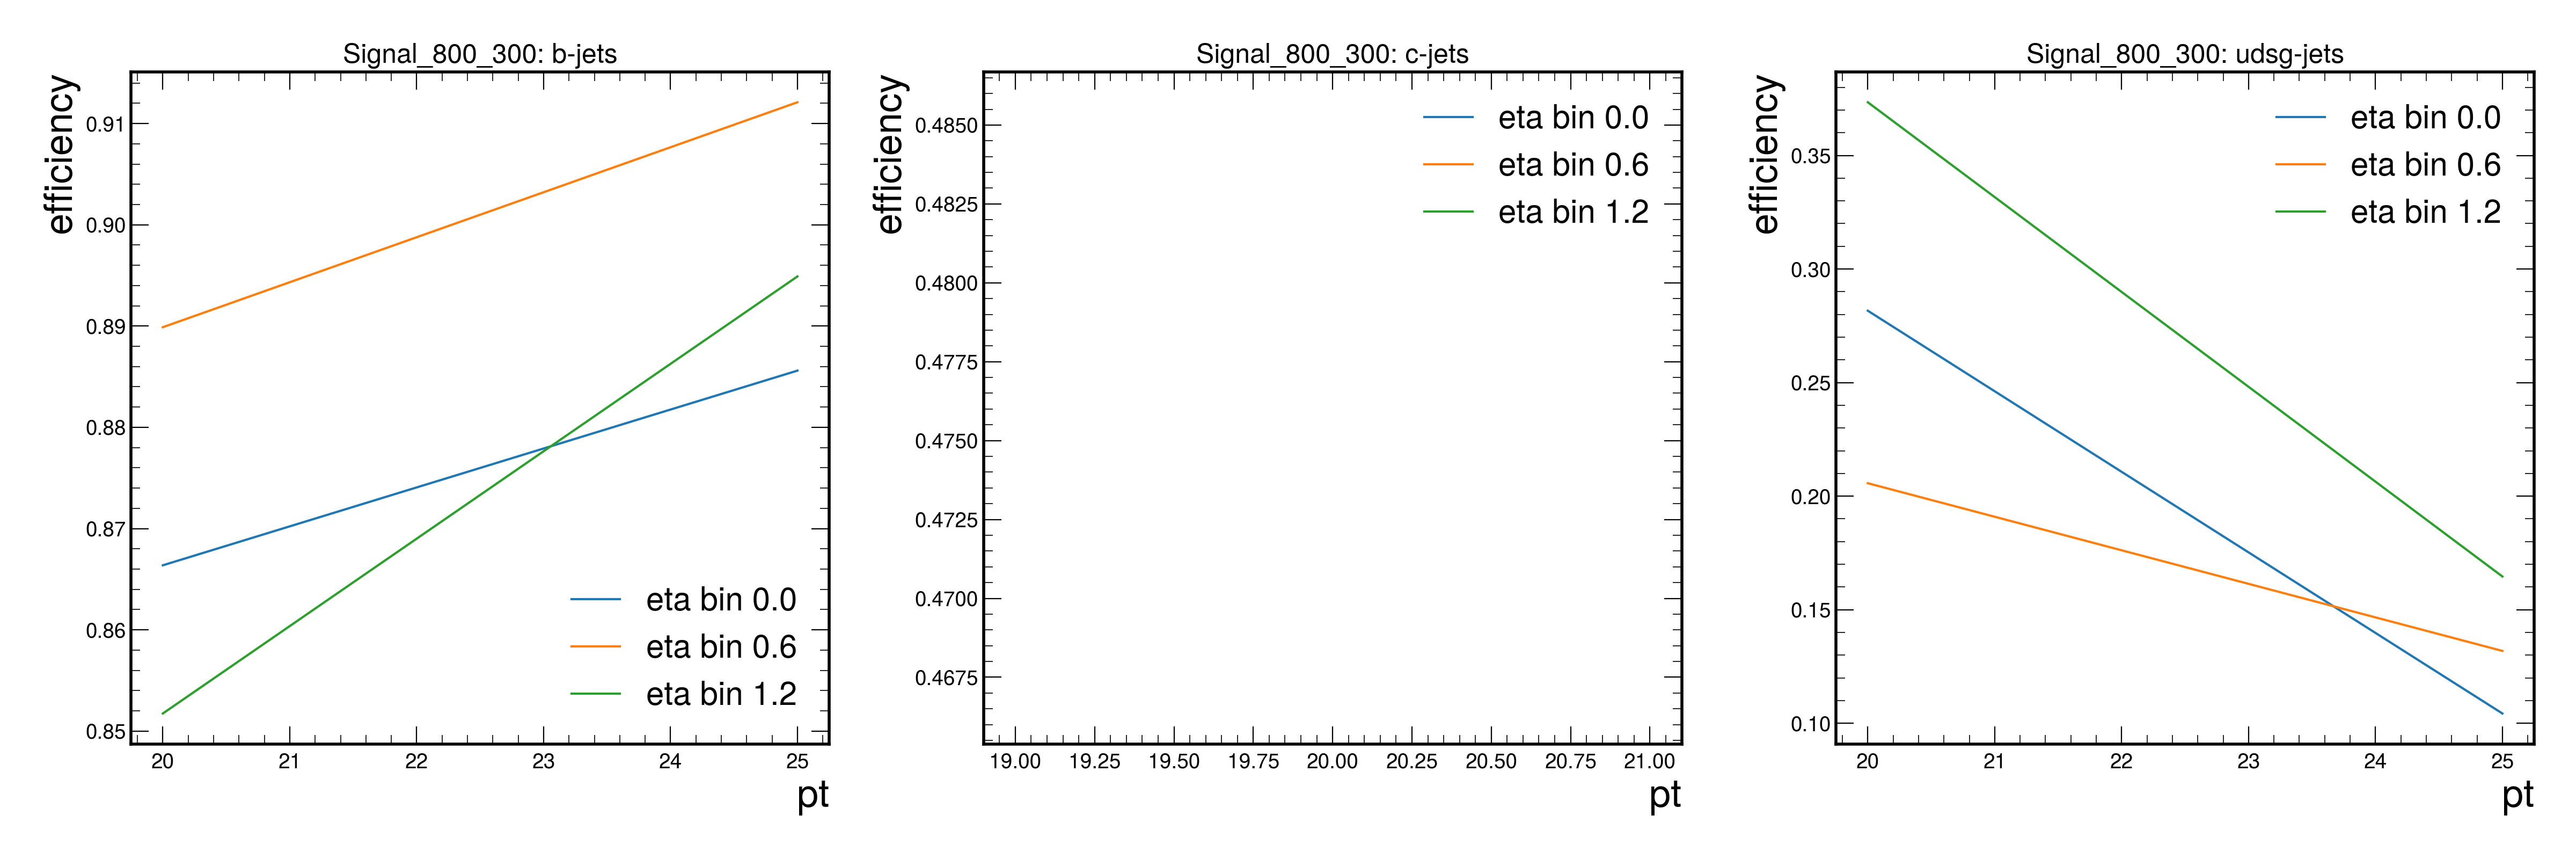 Signal_800_300: b-jets
efficiency
0.91
0.90
0.89
0.88
0.87
0.86
0.85
eta bin 0.0
eta bin 0.6
eta bin 1.2
20 21 22 23 24 25
pt
Signal_800_300: c-jets
efficiency
0.4850
0.4825
0.4800
0.4775
0.4750
0.4725
0.4700
0.4675
eta bin 0.0
eta bin 0.6
eta bin 1.2
19.00 19.25 19.50 19.75 20.00 20.25 20.50 20.75 21.00
pt
Signal_800_300: udsg-jets
efficiency
0.35
0.30
0.25
0.20
0.15
0.10
eta bin 0.0
eta bin 0.6
eta bin 1.2
20 21 22 23 24 25
pt